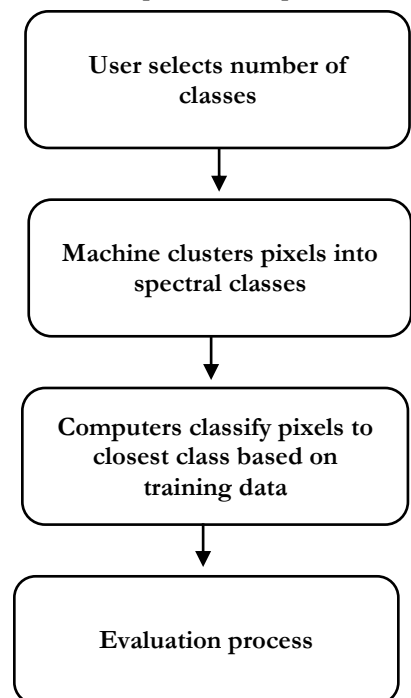 User selects number of
classes
Machine clusters pixels into
spectral classes
Computers classify pixels to
closest class based on
training data
Evaluation process